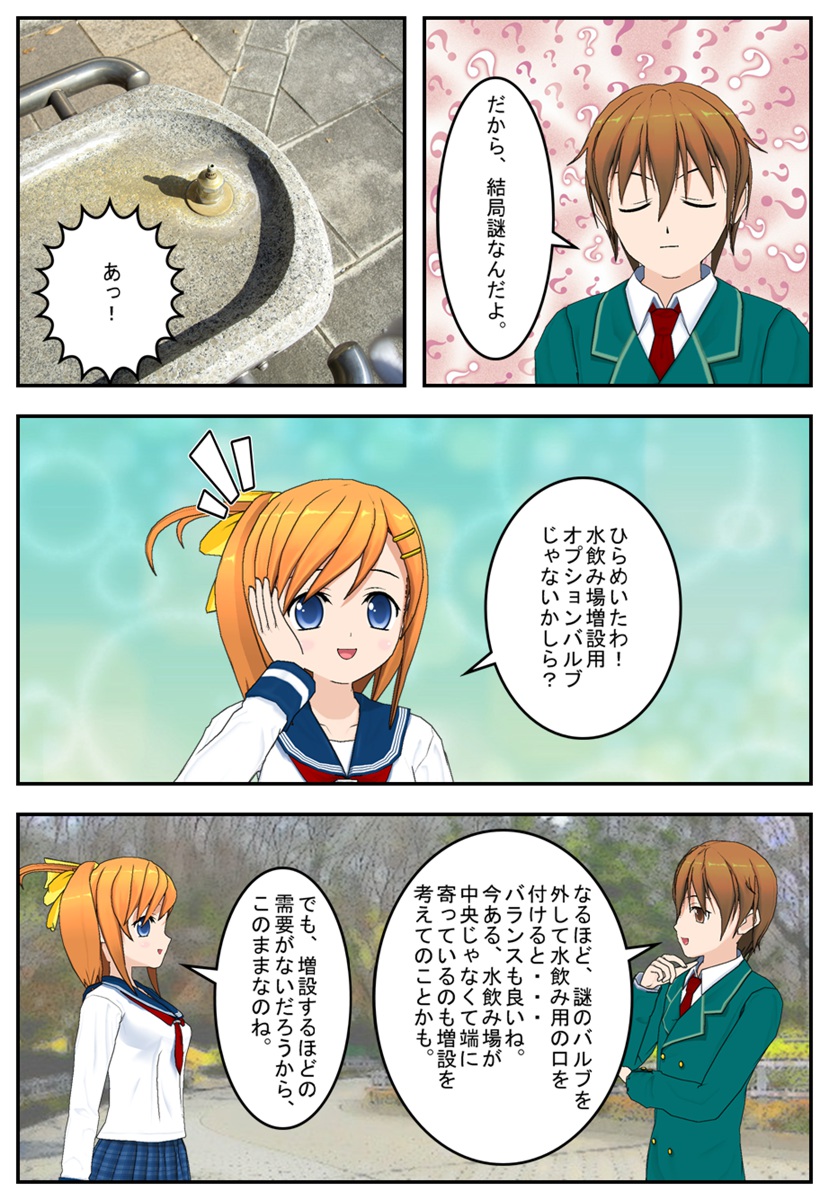 だから、結局謎なんだよ。
あっ！
ひらめいたわ！
水飲み場増設用
オプションバルブ
じゃないかしら？
なるほど、謎のバルブを
外して水飲み用の口を
付けると・・・
バランスも良いね。
今ある、水飲み場が
中央じゃなくて端に
寄っているのも増設を
考えてのことかも。
でも、増設するほどの
需要がないだろうから、
このままなのね。